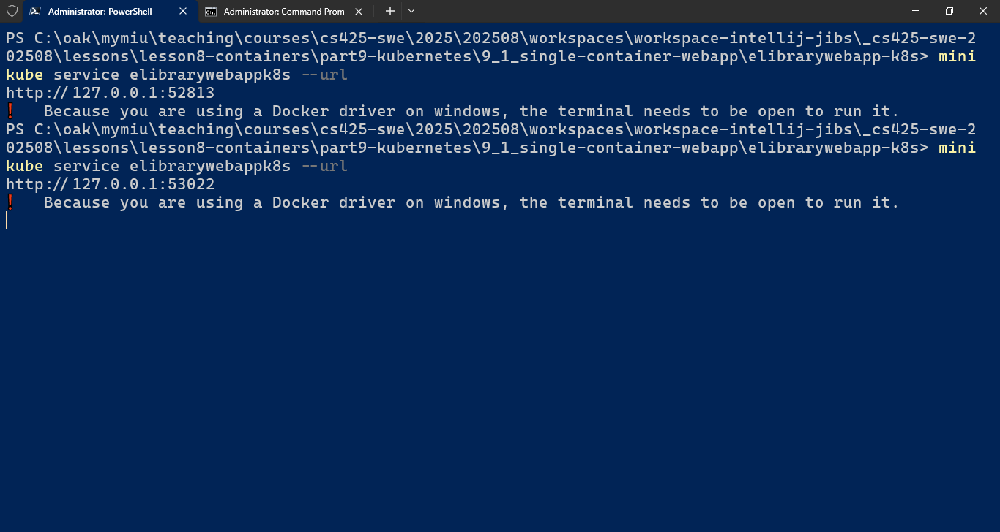 Administrator: PowerShell
Administrator: Command Prom
PS C:\oak\mymiu\teaching\courses\cs425-swe\2025\202508\workspaces\workspace-intellij-jibs\_cs425-swe-2
02508\lessons\lesson8-containers\part9-kubernetes\9_1_single-container-webapp\elibrarywebapp-k8s> mini
kube service elibrarywebappk8s --url
http://127.0.0.1:52813
! Because you are using a Docker driver on windows, the terminal needs to be open to run it.
PS C:\oak\mymiu\teaching\courses\cs425-swe\2025\202508\workspaces\workspace-intellij-jibs\_cs425-swe-2
02508\lessons\lesson8-containers\part9-kubernetes\9_1_single-container-webapp\elibrarywebapp-k8s> mini
kube service elibrarywebappk8s --url
http://127.0.0.1:53022
! Because you are using a Docker driver on windows, the terminal needs to be open to run it.